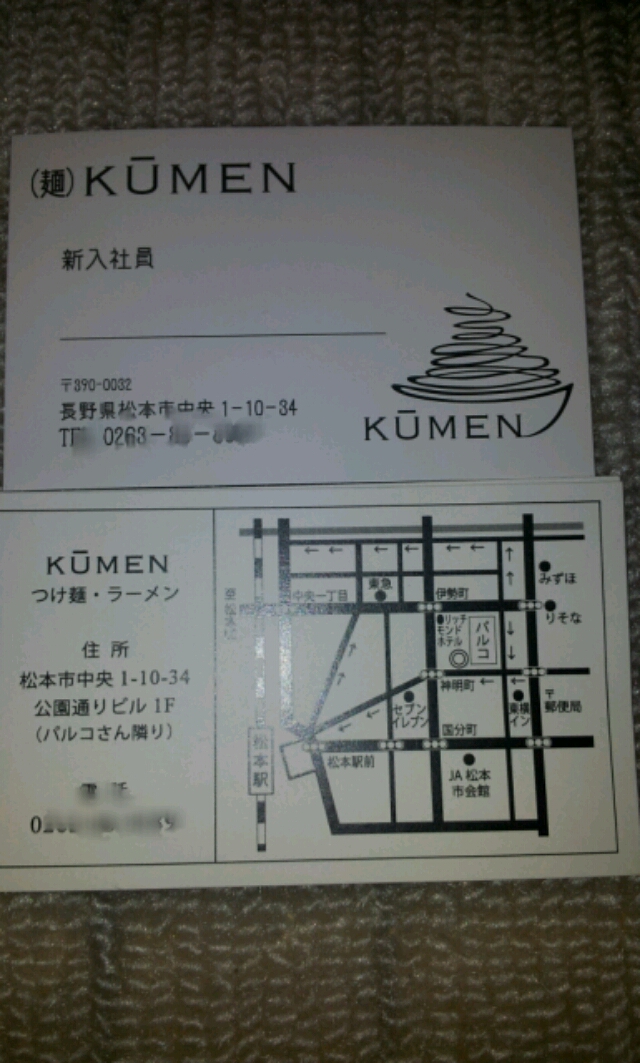 (麺) KŪMEN
新入社員
〒390-0032
長野県松本市中央 1-10-34
0263-
KŪMEN
KŪMEN
つけ麺・ラーメン
住 所
松本市中央 1-10-34
公園通りビル 1F
(パルコさん隣り)
東急
中央一丁目
伊勢町
みずほ
りそな
リッチ
モンド
ホテル
パルコ
神明町
セブン
イレブン
東横
イン
〒
郵便局
国分町
松本駅
松本駅前
JA 松本
市会館